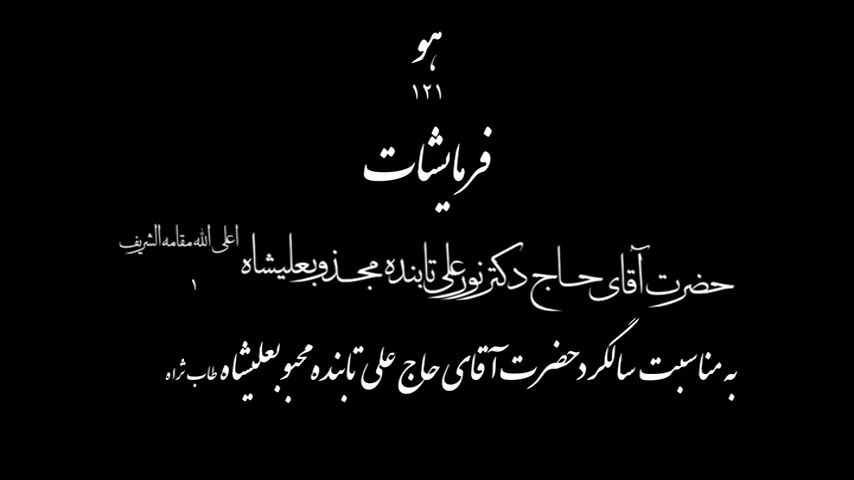 هو
۱۲۱
فرمایشات
حضرت آقای حاج دکتر نورعلی تابنده مجذوبعلیشاه اعلی الله مقامه الشریف
۱
به مناسبت سالگرد حضرت آقای حاج علی تابنده محبوبعلیشاه طاب ثراه